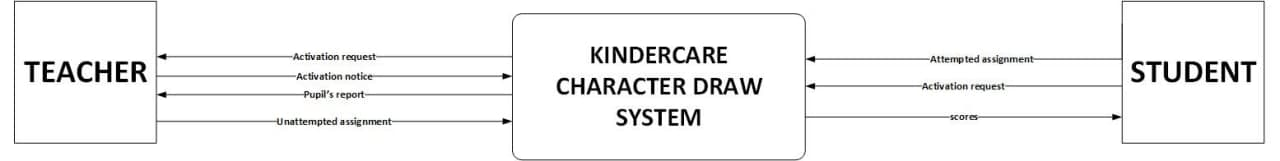 TEACHER
Activation request
Activation notice
Pupil's report
Unattempted assignment
KINDERCARE
CHARACTER DRAW
SYSTEM
Attempted assignment
Activation request
scores
STUDENT